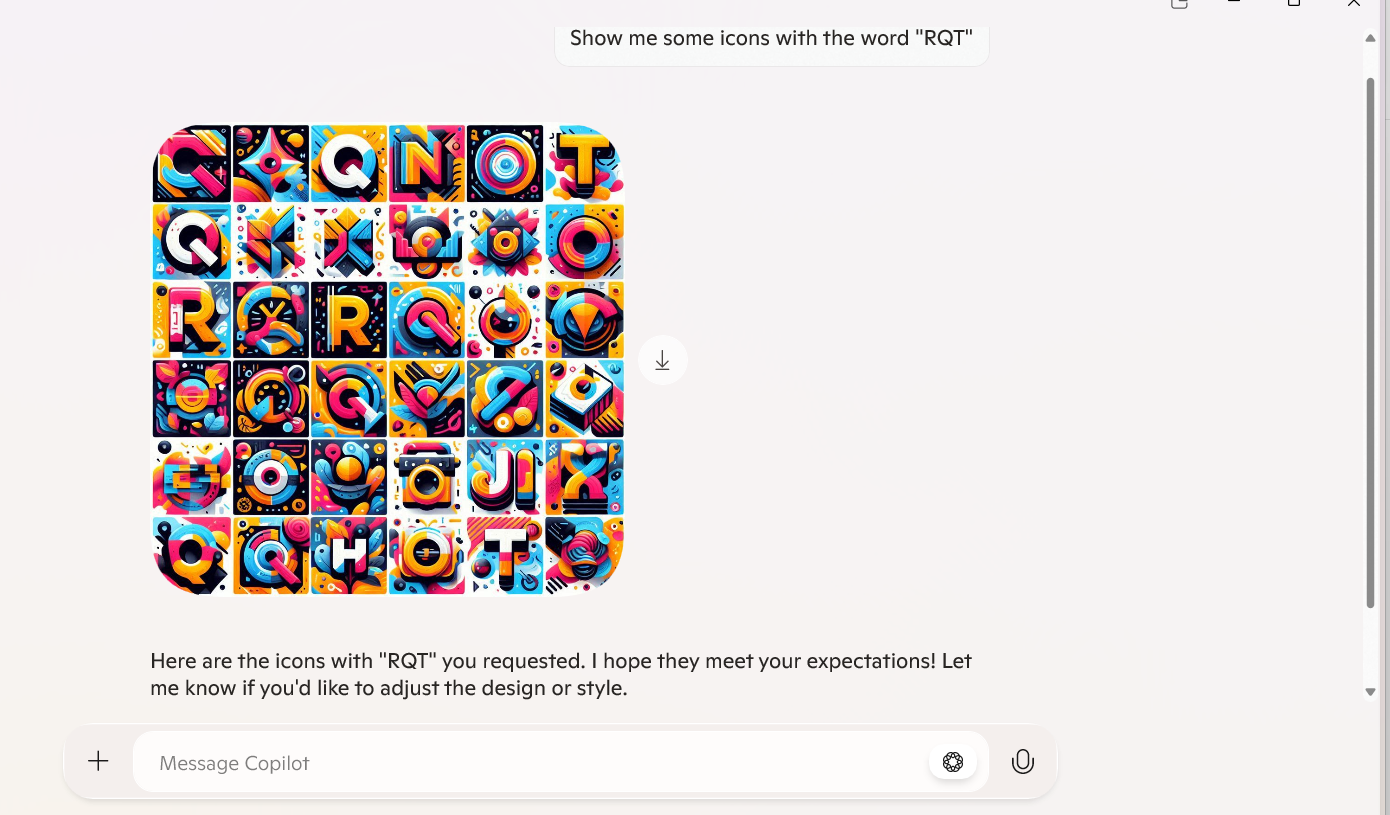 Show me some icons with the word "RQT"
Q N T
Q
R R Q
Q
J
Q Q H T
Here are the icons with "RQT" you requested. I hope they meet your expectations! Let
me know if you'd like to adjust the design or style.
Message Copilot